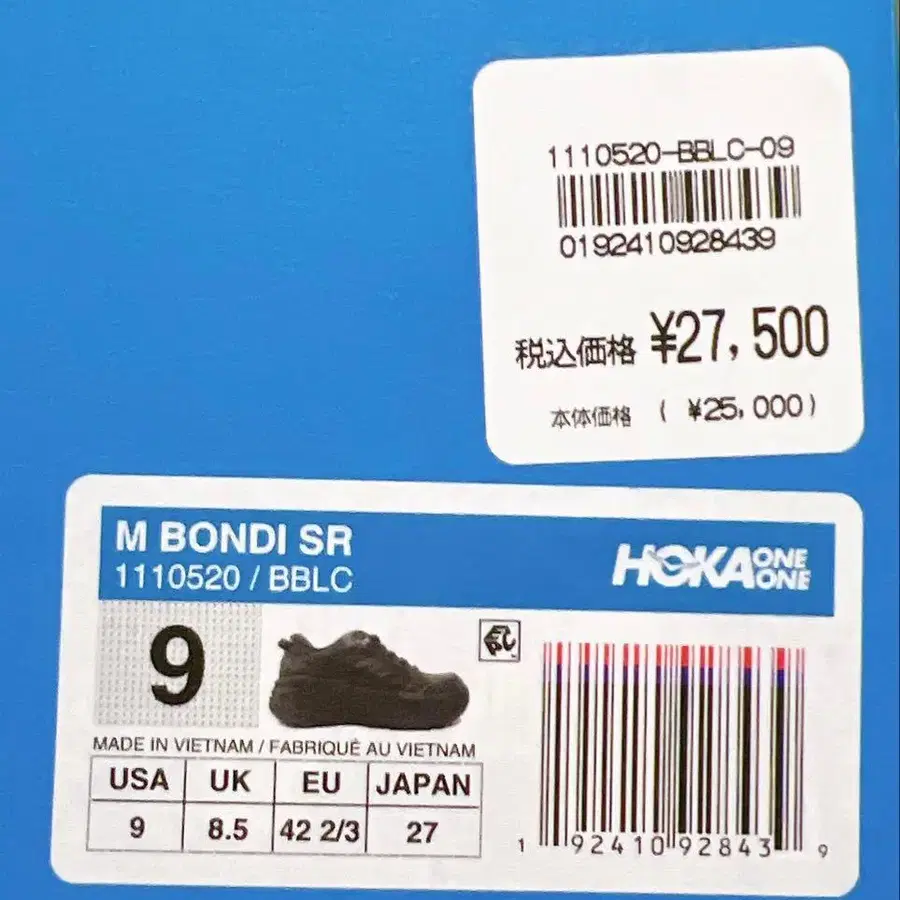 1110520-BBLC-09
0192410928439
税込価格 ¥27,500
本体価格 ( ¥25,000)
M BONDI SR
1110520 / BBLC
HOKA ONE ONE
9
MADE IN VIETNAM / FABRIQUÉ AU VIETNAM
USA UK EU JAPAN
9 8.5 42 2/3 27
1 92410 92843 9